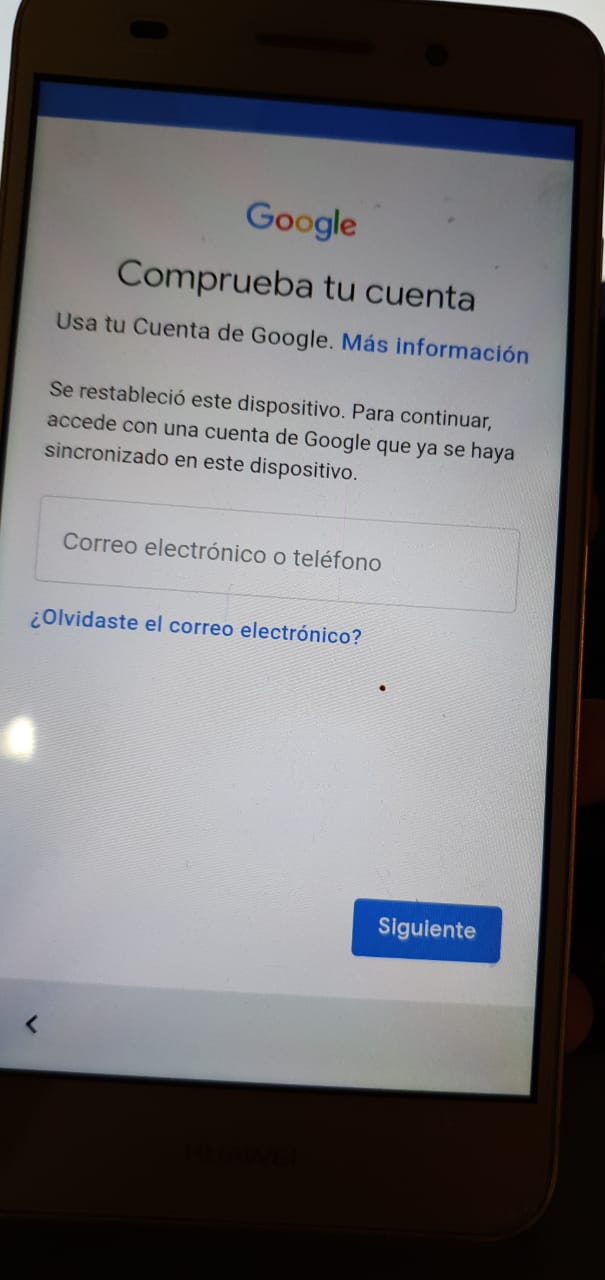 Google
Comprueba tu cuenta
Usa tu Cuenta de Google. Más información
Se restableció este dispositivo. Para continuar,
accede con una cuenta de Google que ya se haya
sincronizado en este dispositivo.
Correo electrónico o teléfono
¿Olvidaste el correo electrónico?
Siguiente
HUAWEI